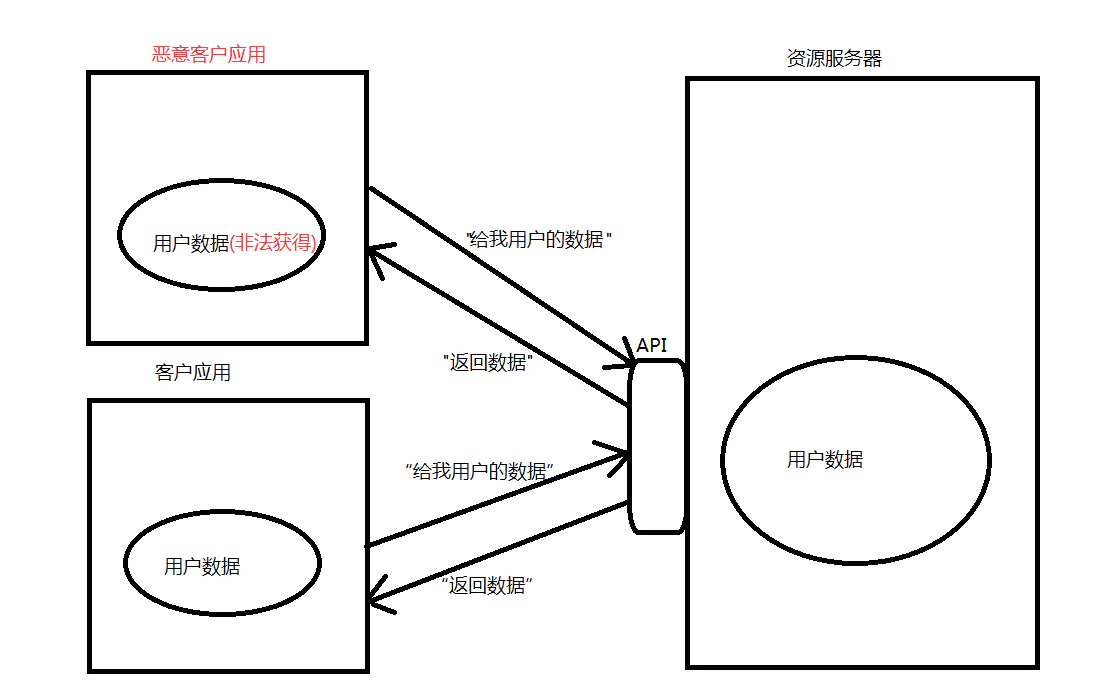 恶意客户应用
资源服务器
用户数据(非法获得)
"给我用户的数据"
API
"返回数据"
客户应用
“给我用户的数据”
用户数据
用户数据
“返回数据”